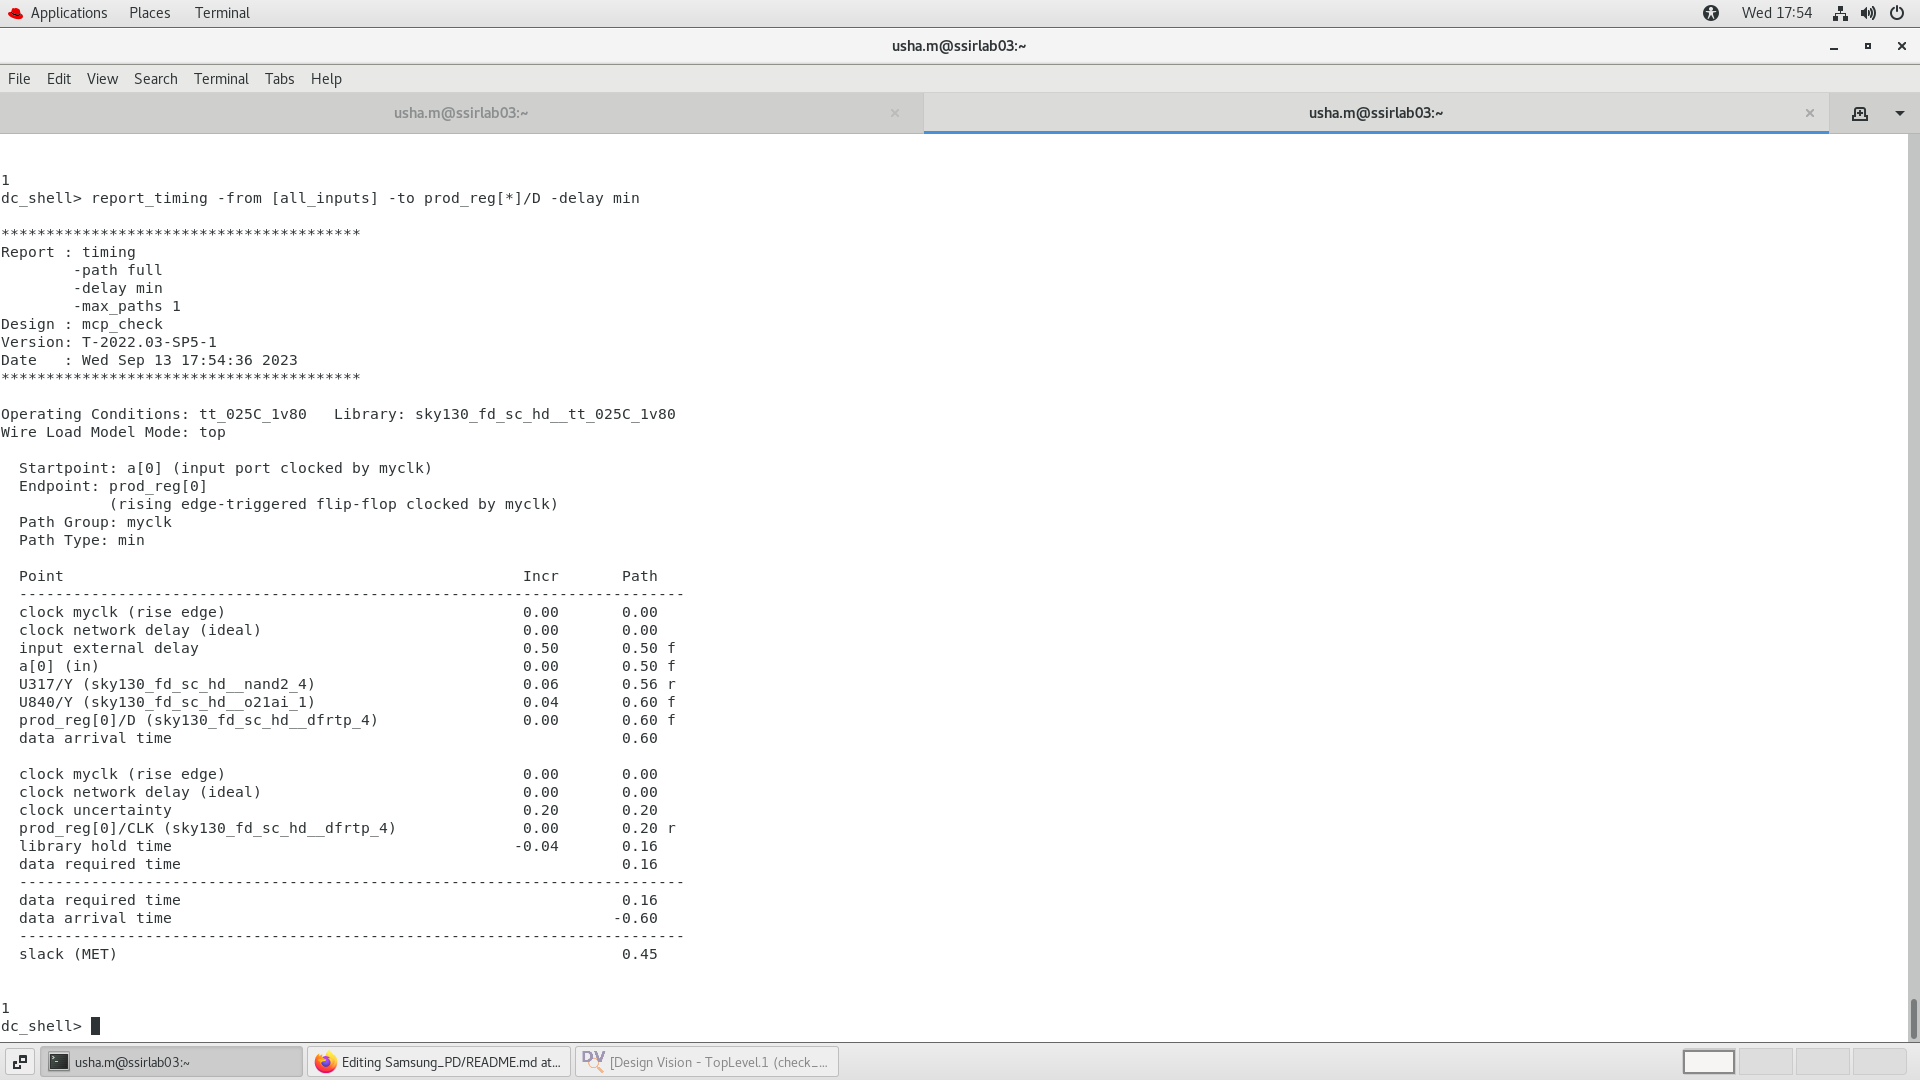 Applications Places Terminal Wed 17:54
usha.m@ssirlab03:~
File Edit View Search Terminal Tabs Help
usha.m@ssirlab03:~ × usha.m@ssirlab03:~ ×
1
dc_shell> report_timing -from [all_inputs] -to prod_reg[*]/D -delay min
****************************************
Report : timing
        -path full
        -delay min
        -max_paths 1
Design : mcp_check
Version: T-2022.03-SP5-1
Date   : Wed Sep 13 17:54:36 2023
****************************************
Operating Conditions: tt_025C_1v80   Library: sky130_fd_sc_hd__tt_025C_1v80
Wire Load Model Mode: top
  Startpoint: a[0] (input port clocked by myclk)
  Endpoint: prod_reg[0]
            (rising edge-triggered flip-flop clocked by myclk)
  Path Group: myclk
  Path Type: min
  Point                                                   Incr       Path
  --------------------------------------------------------------------------
  clock myclk (rise edge)                                 0.00       0.00
  clock network delay (ideal)                             0.00       0.00
  input external delay                                    0.50       0.50 f
  a[0] (in)                                               0.00       0.50 f
  U317/Y (sky130_fd_sc_hd__nand2_4)                       0.06       0.56 r
  U840/Y (sky130_fd_sc_hd__o21ai_1)                       0.04       0.60 f
  prod_reg[0]/D (sky130_fd_sc_hd__dfrtp_4)                0.00       0.60 f
  data arrival time                                                  0.60
  clock myclk (rise edge)                                 0.00       0.00
  clock network delay (ideal)                             0.00       0.00
  clock uncertainty                                       0.20       0.20
  prod_reg[0]/CLK (sky130_fd_sc_hd__dfrtp_4)              0.00       0.20 r
  library hold time                                      -0.04       0.16
  data required time                                                 0.16
  --------------------------------------------------------------------------
  data required time                                                 0.16
  data arrival time                                                 -0.60
  --------------------------------------------------------------------------
  slack (MET)                                                        0.45
1
dc_shell>
usha.m@ssirlab03:~ Editing Samsung_PD/README.md at... DV [Design Vision - TopLevel.1 (check_...